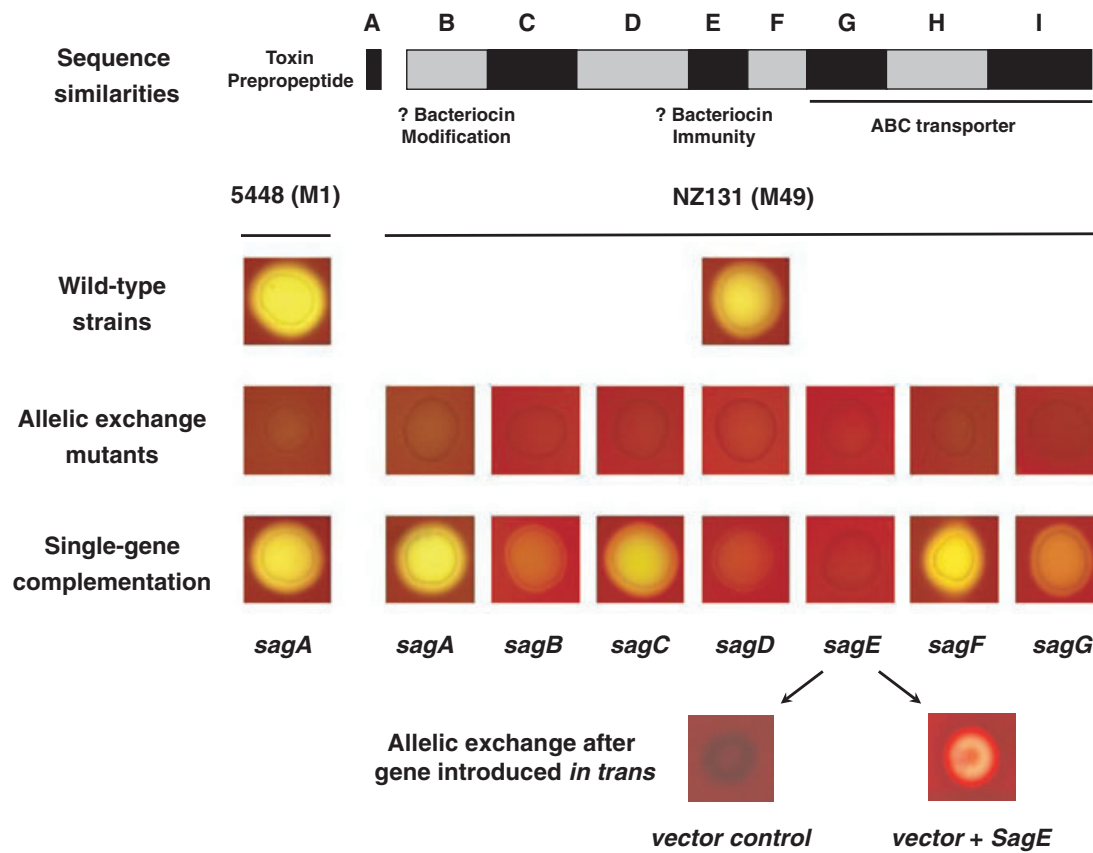 A B C D E F G H I
Sequence
similarities
Toxin
Prepropeptide
? Bacteriocin
Modification
? Bacteriocin
Immunity
ABC transporter
5448 (M1)
NZ131 (M49)
Wild-type
strains
Allelic exchange
mutants
Single-gene
complementation
sagA sagA sagB sagC sagD sagE sagF sagG
Allelic exchange after
gene introduced in trans
vector control
vector + SagE